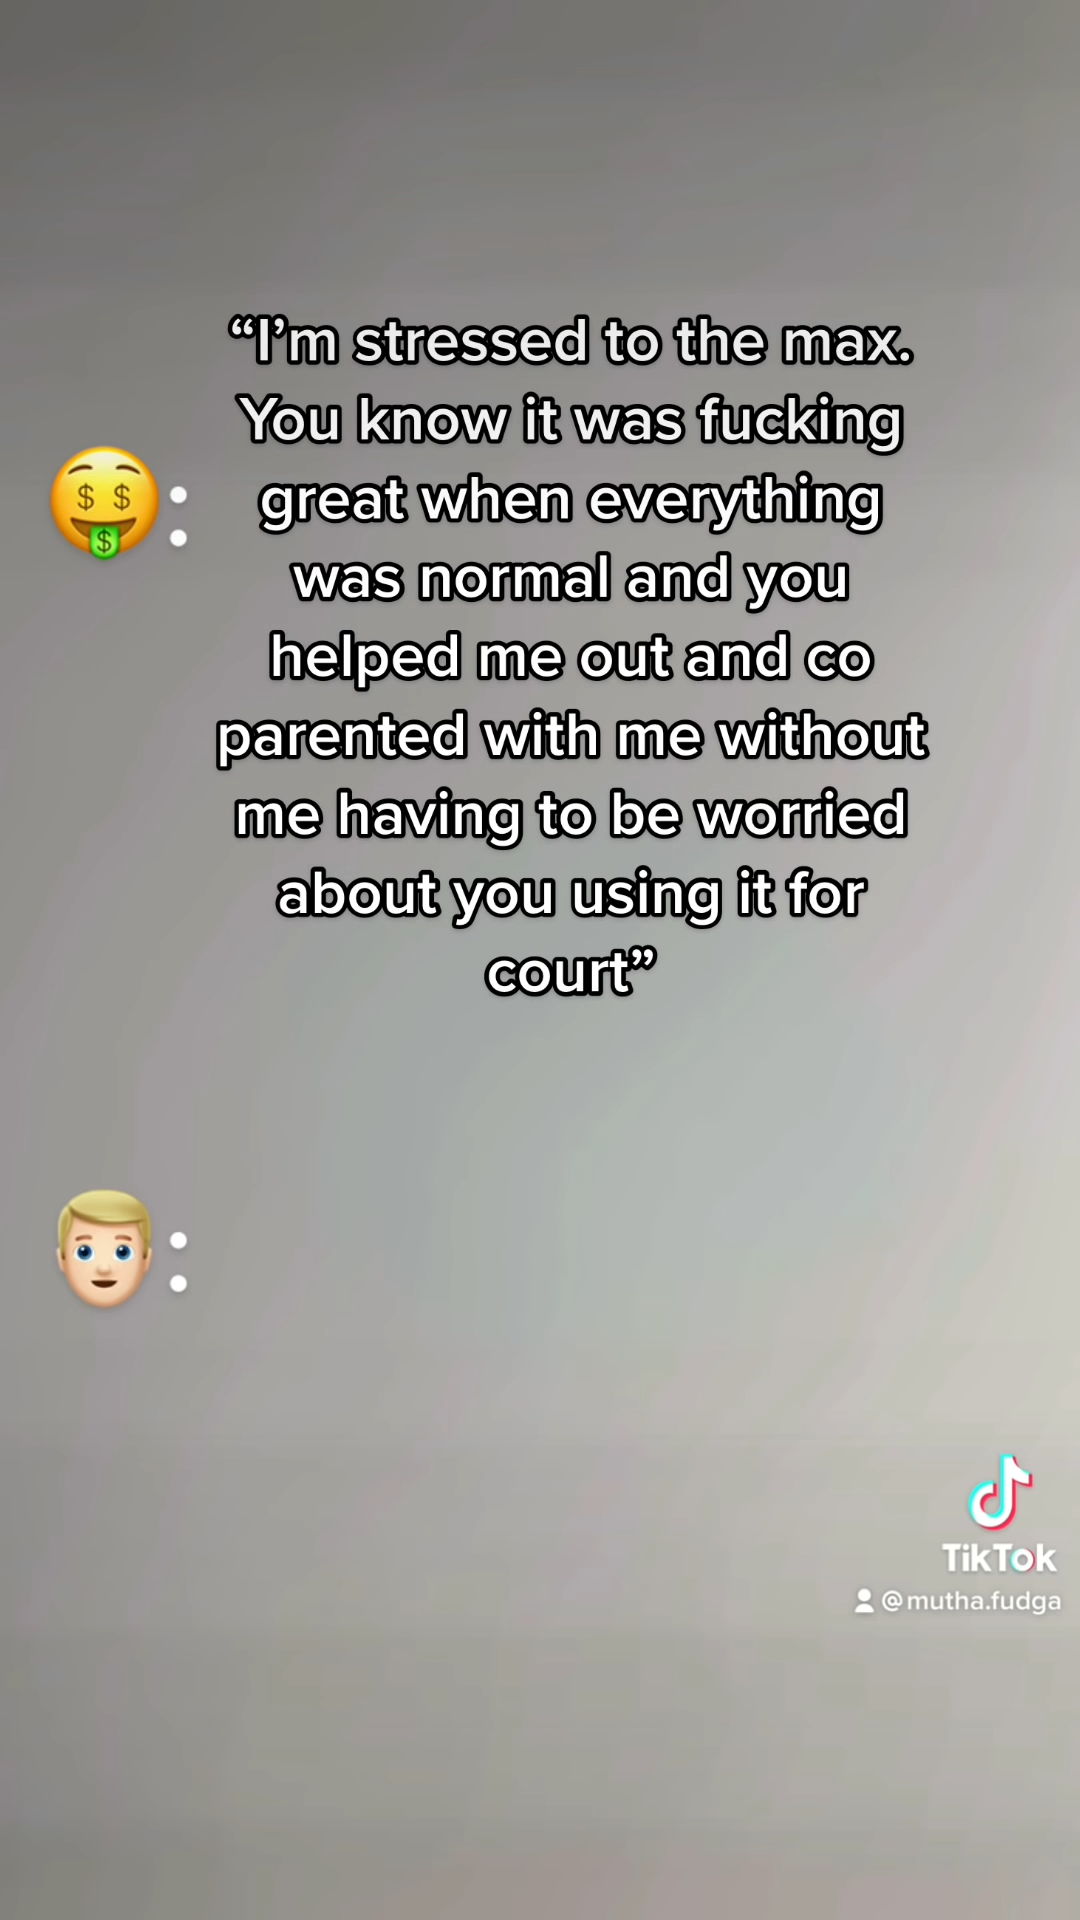 “I’m stressed to the max.
You know it was fucking
great when everything
was normal and you
helped me out and co
parented with me without
me having to be worried
about you using it for
court”
:
:
TikTok
@mutha.fudga